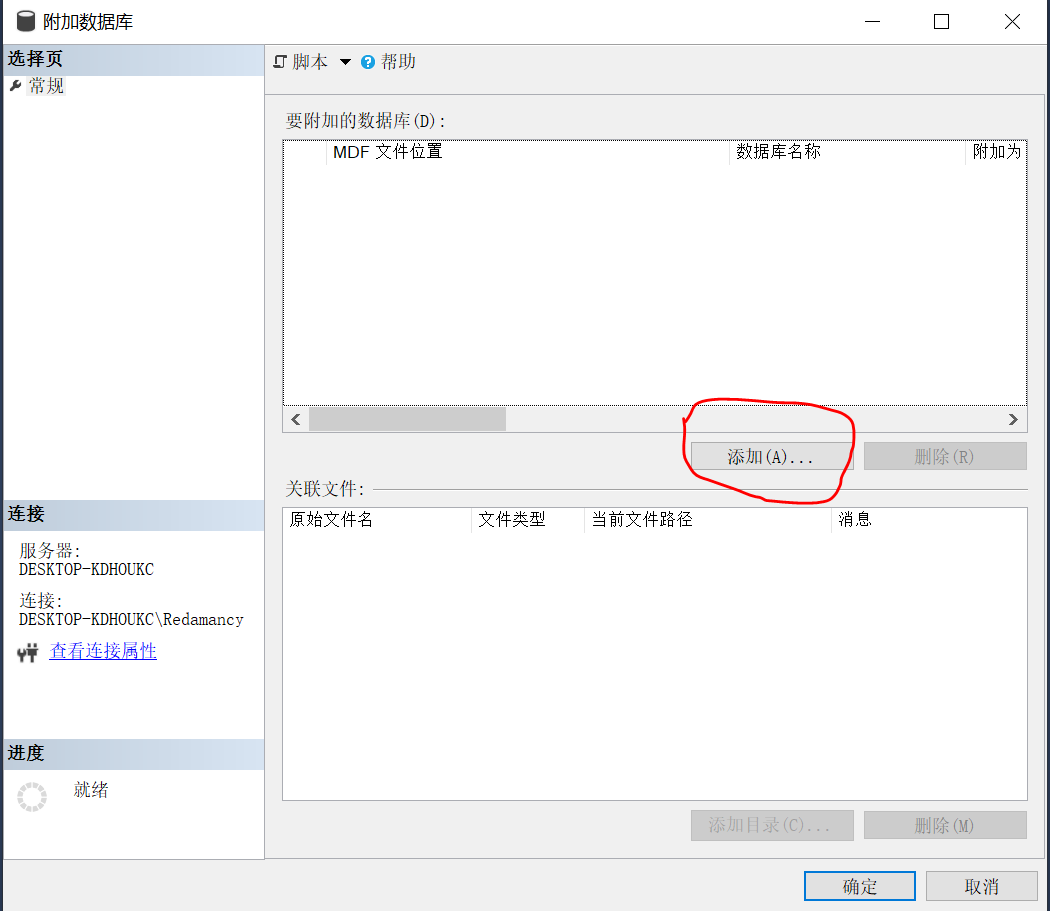 附加数据库
选择页
常规
脚本 帮助
要附加的数据库(D):
MDF 文件位置 数据库名称 附加为
添加(A)... 删除(R)
关联文件:
原始文件名 文件类型 当前文件路径 消息
连接
服务器:
DESKTOP-KDHOUKC
连接:
DESKTOP-KDHOUKC\Redamancy
查看连接属性
进度
就绪
添加目录(C)... 删除(M)
确定 取消